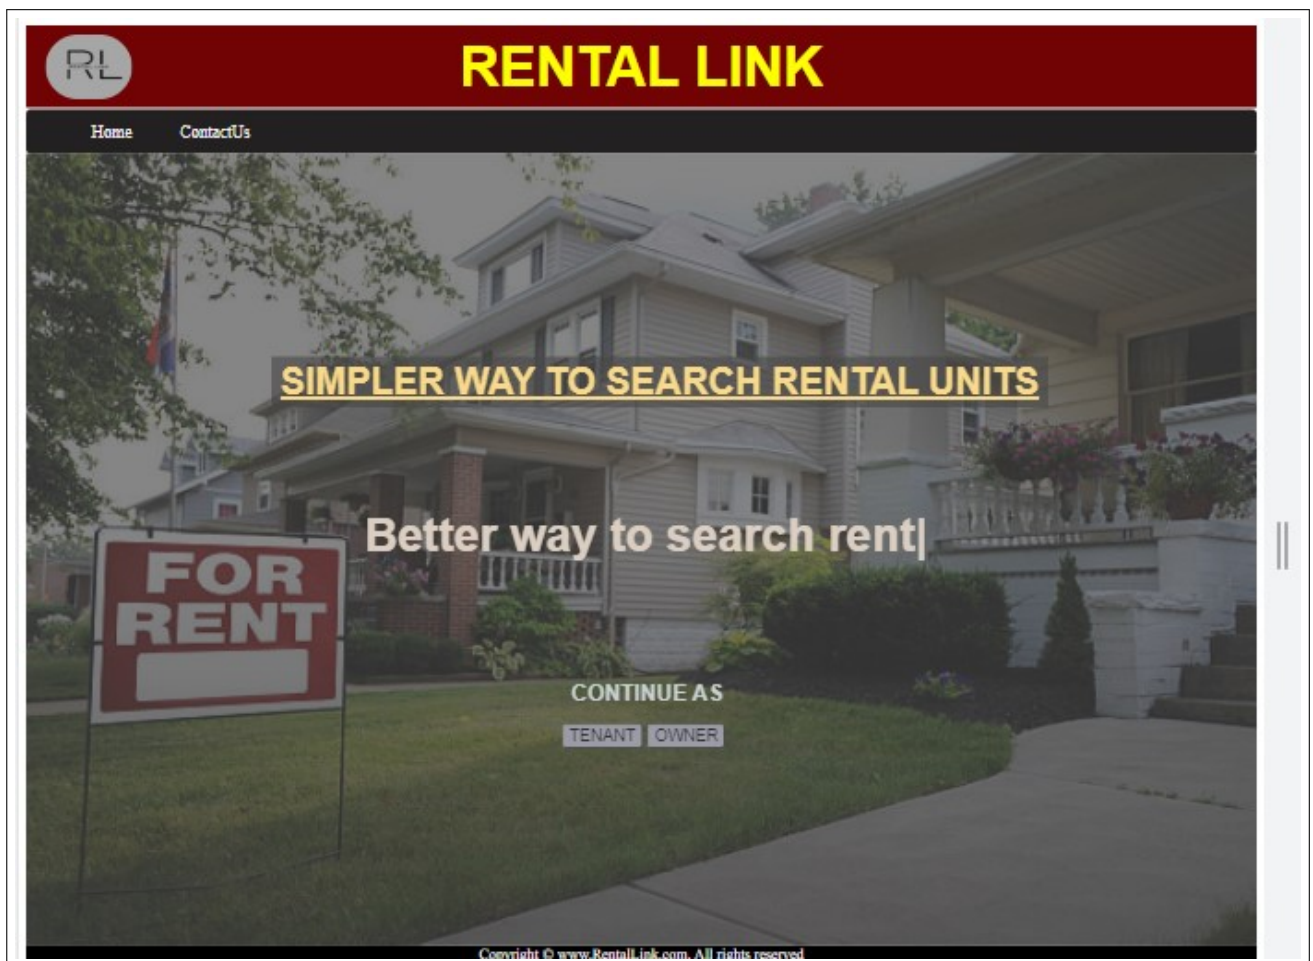 RL
RENTAL LINK
Home ContactUs
SIMPLER WAY TO SEARCH RENTAL UNITS
Better way to search rent|
FOR
RENT
CONTINUE AS
TENANT OWNER
Copyright © www.RentalLink.com. All rights reserved